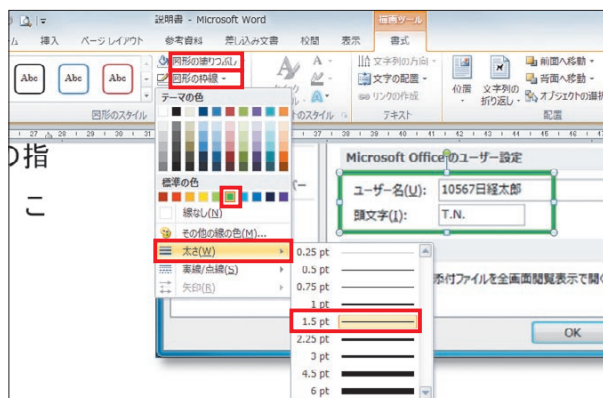 説明書 - Microsoft Word
描画ツール
ム 挿入 ページ レイアウト 参考資料 差し込み文書 校閲 表示 書式
Abc Abc Abc
図形の塗りつぶし
図形の枠線
図形のスタイル
A
文字列の方向
文字の配置
リンクの作成
テキスト
位置
文字列の
折り返し
前面へ移動
背面へ移動
オブジェクトの選択
配置
テーマの色
標準の色
線なし(N)
その他の線の色(M)...
太さ(W)
実線/点線(S)
矢印(R)
0.25 pt
0.5 pt
0.75 pt
1 pt
1.5 pt
2.25 pt
3 pt
4.5 pt
6 pt
の指
こ
Microsoft Office のユーザー設定
ユーザー名(U): 10567日経太郎
頭文字(I): T.N.
添付ファイルを全画面閲覧表示で開く
OK